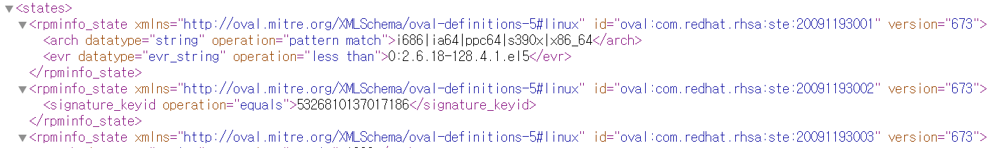 ▼<states>
▼<rpminfo_state xmlns="http://oval.mitre.org/XMLSchema/oval-definitions-5#linux" id="oval:com.redhat.rhsa:ste:20091193001" version="673">
<arch datatype="string" operation="pattern match">i686|ia64|ppc64|s390x|x86_64</arch>
<evr datatype="evr_string" operation="less than">0:2.6.18-128.4.1.el5</evr>
</rpminfo_state>
▼<rpminfo_state xmlns="http://oval.mitre.org/XMLSchema/oval-definitions-5#linux" id="oval:com.redhat.rhsa:ste:20091193002" version="673">
<signature_keyid operation="equals">5326810137017186</signature_keyid>
</rpminfo_state>
▼<rpminfo_state xmlns="http://oval.mitre.org/XMLSchema/oval-definitions-5#linux" id="oval:com.redhat.rhsa:ste:20091193003" version="673">